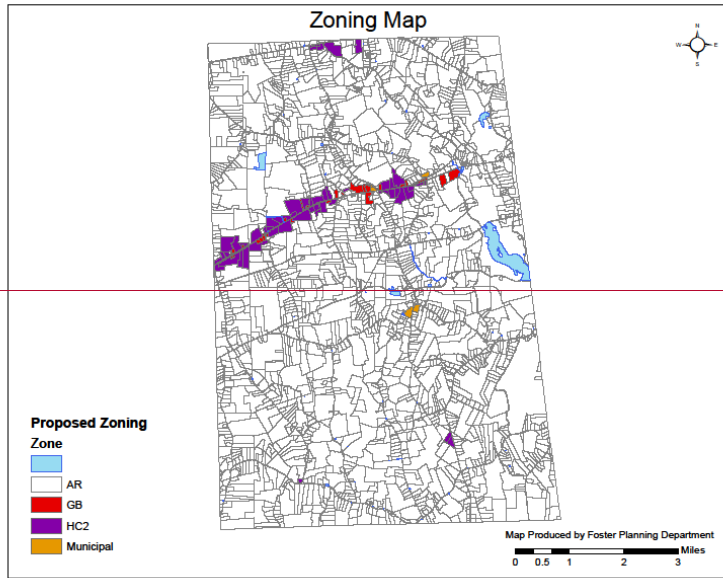 Zoning Map
N
W E
S
Proposed Zoning
Zone
AR
GB
HC2
Municipal
Map Produced by Foster Planning Department
Miles
0 0.5 1 2 3